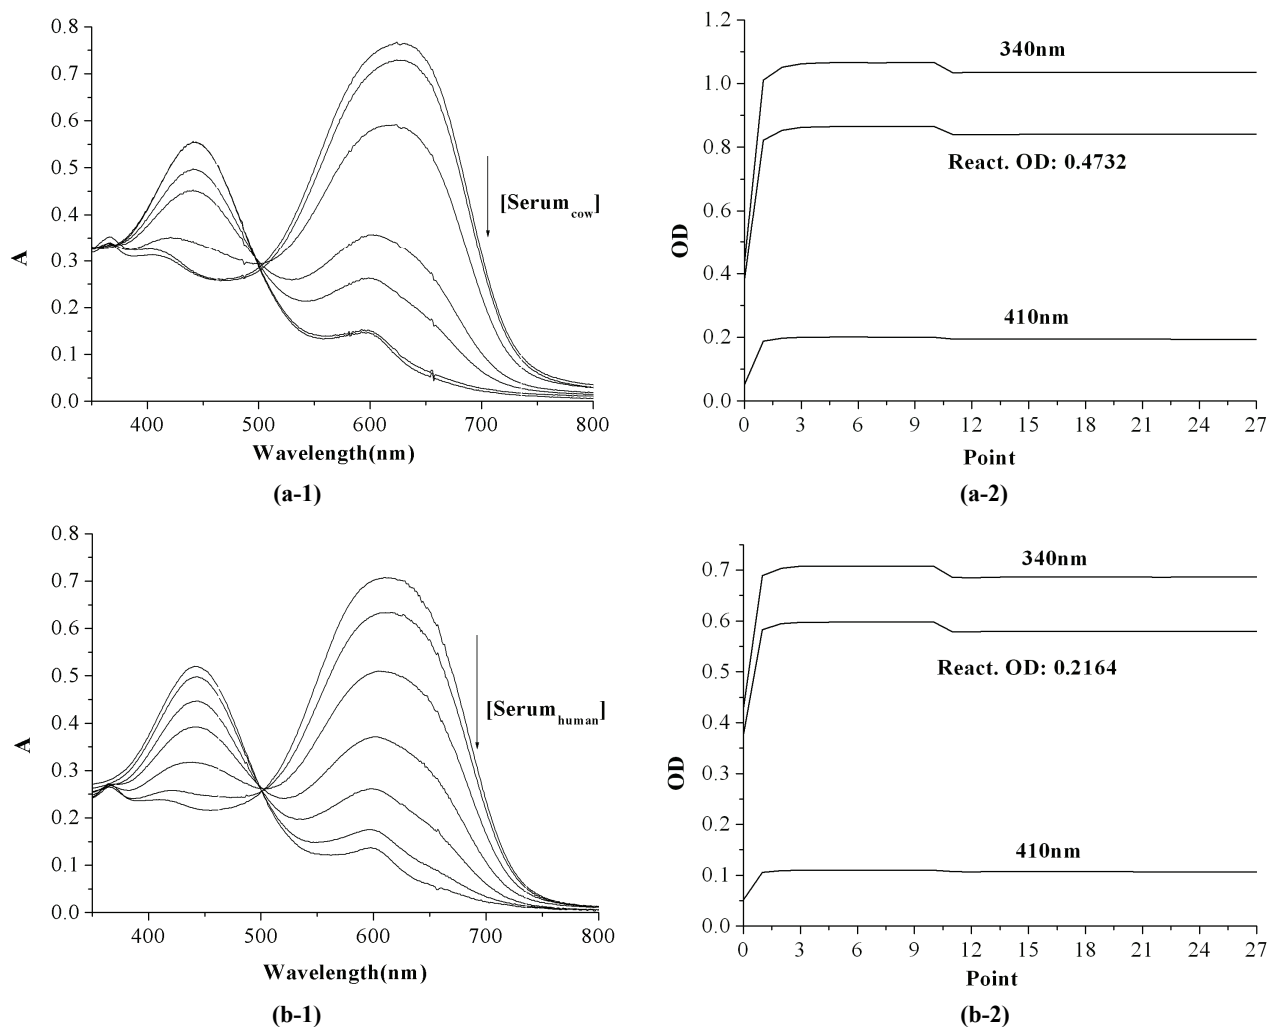 0.8
0.7
0.6
0.5
0.4
0.3
0.2
0.1
0.0
A
400 500 600 700 800
Wavelength(nm)
[Serum_cow]
(a-1)
1.2
1.0
0.8
0.6
0.4
0.2
0.0
OD
340nm
React. OD: 0.4732
410nm
0 3 6 9 12 15 18 21 24 27
Point
(a-2)
0.8
0.7
0.6
0.5
0.4
0.3
0.2
0.1
0.0
A
400 500 600 700 800
Wavelength(nm)
[Serum_human]
(b-1)
0.7
0.6
0.5
0.4
0.3
0.2
0.1
0.0
OD
340nm
React. OD: 0.2164
410nm
0 3 6 9 12 15 18 21 24 27
Point
(b-2)